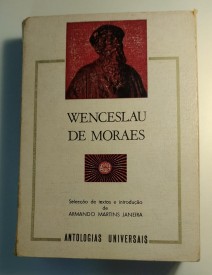 WENCESLAU
DE MORAES
Selecção de textos e introdução
de
ARMANDO MARTINS JANEIRA
ANTOLOGIAS UNIVERSAIS